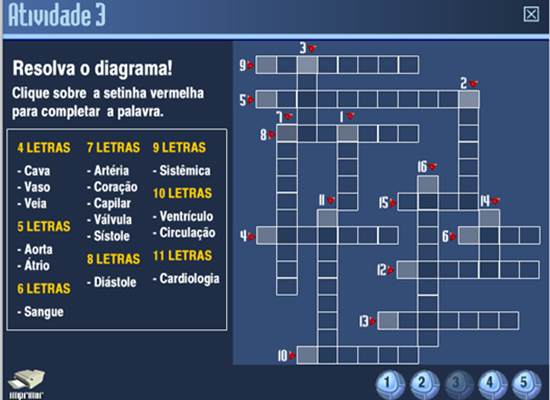 Atividade 3
Resolva o diagrama!
Clique sobre a setinha vermelha
para completar a palavra.
4 LETRAS
- Cava
- Vaso
- Veia
5 LETRAS
- Aorta
- Átrio
6 LETRAS
- Sangue
7 LETRAS
- Artéria
- Coração
- Capilar
- Válvula
- Sístole
8 LETRAS
- Diástole
9 LETRAS
- Sistêmica
10 LETRAS
- Ventrículo
- Circulação
11 LETRAS
- Cardiologia
3
9
2
5
7
1
8
16
11
15
14
4
6
12
13
10
imprimir
1 2 3 4 5